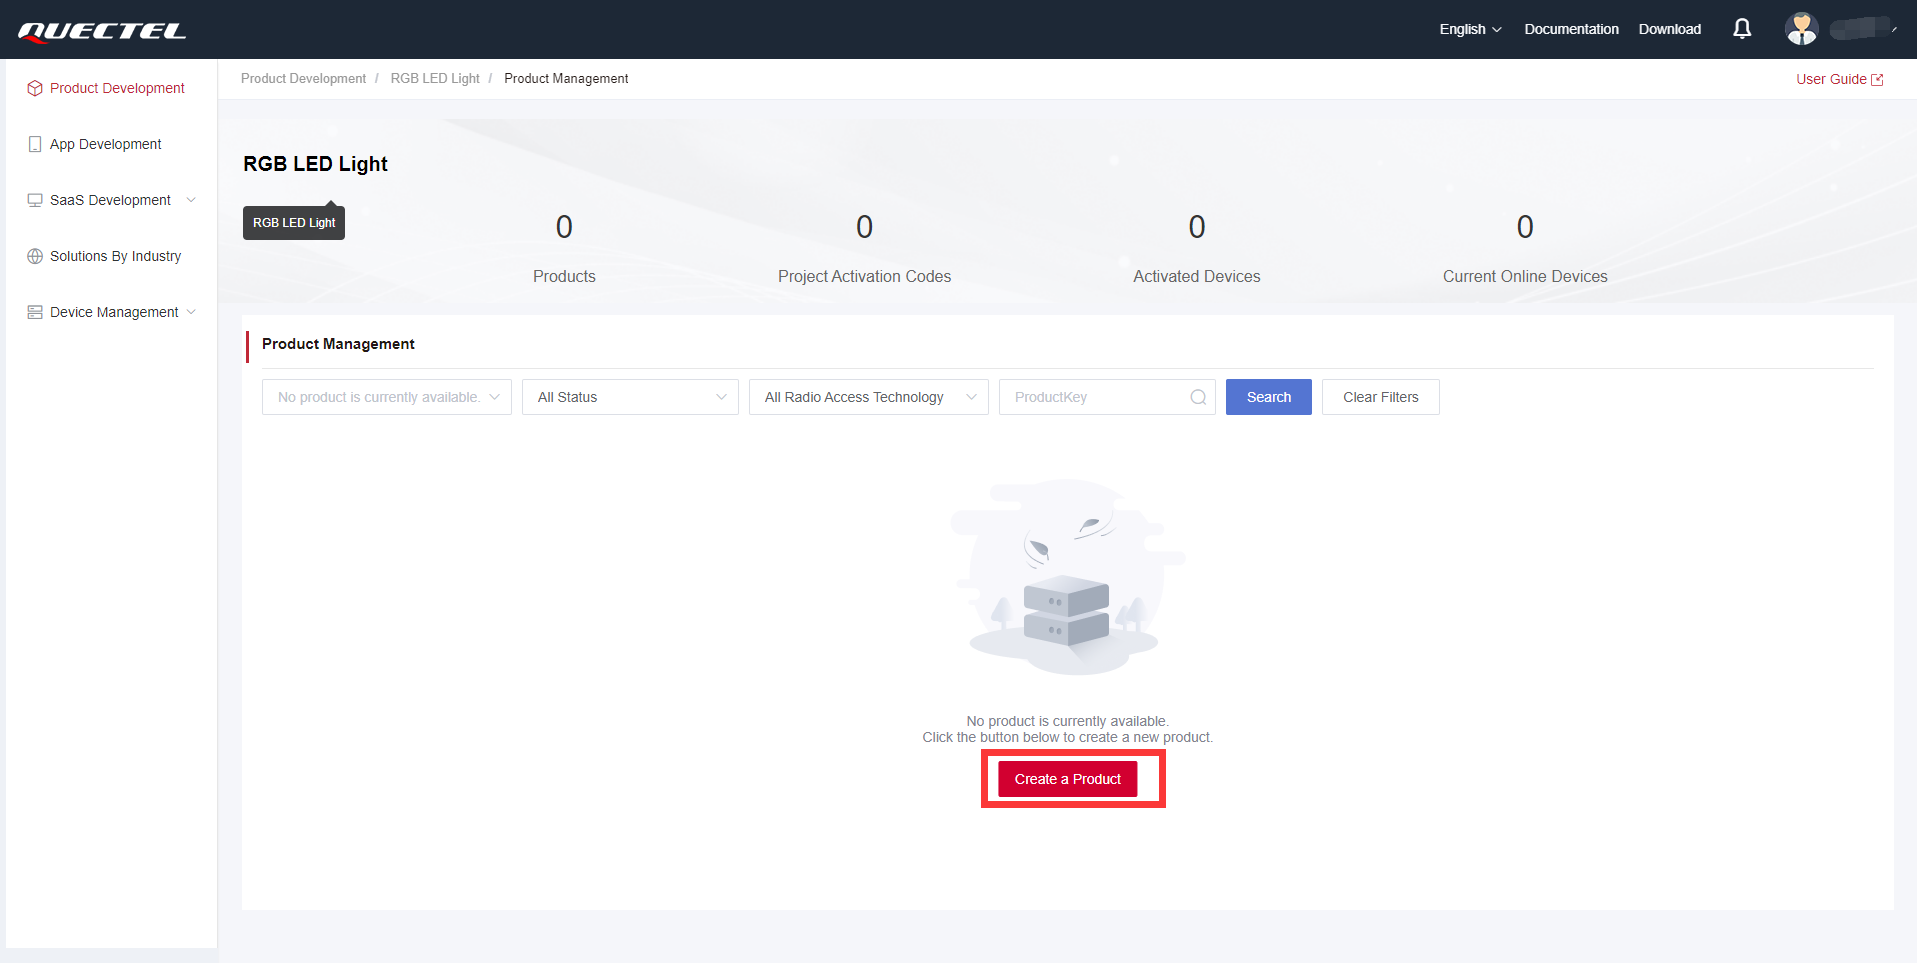 QUECTEL
English
Documentation
Download
Product Development
App Development
SaaS Development
Solutions By Industry
Device Management
Product Development / RGB LED Light / Product Management
User Guide
RGB LED Light
RGB LED Light
0
Products
0
Project Activation Codes
0
Activated Devices
0
Current Online Devices
Product Management
No product is currently available.
All Status
All Radio Access Technology
ProductKey
Search
Clear Filters
No product is currently available.
Click the button below to create a new product.
Create a Product